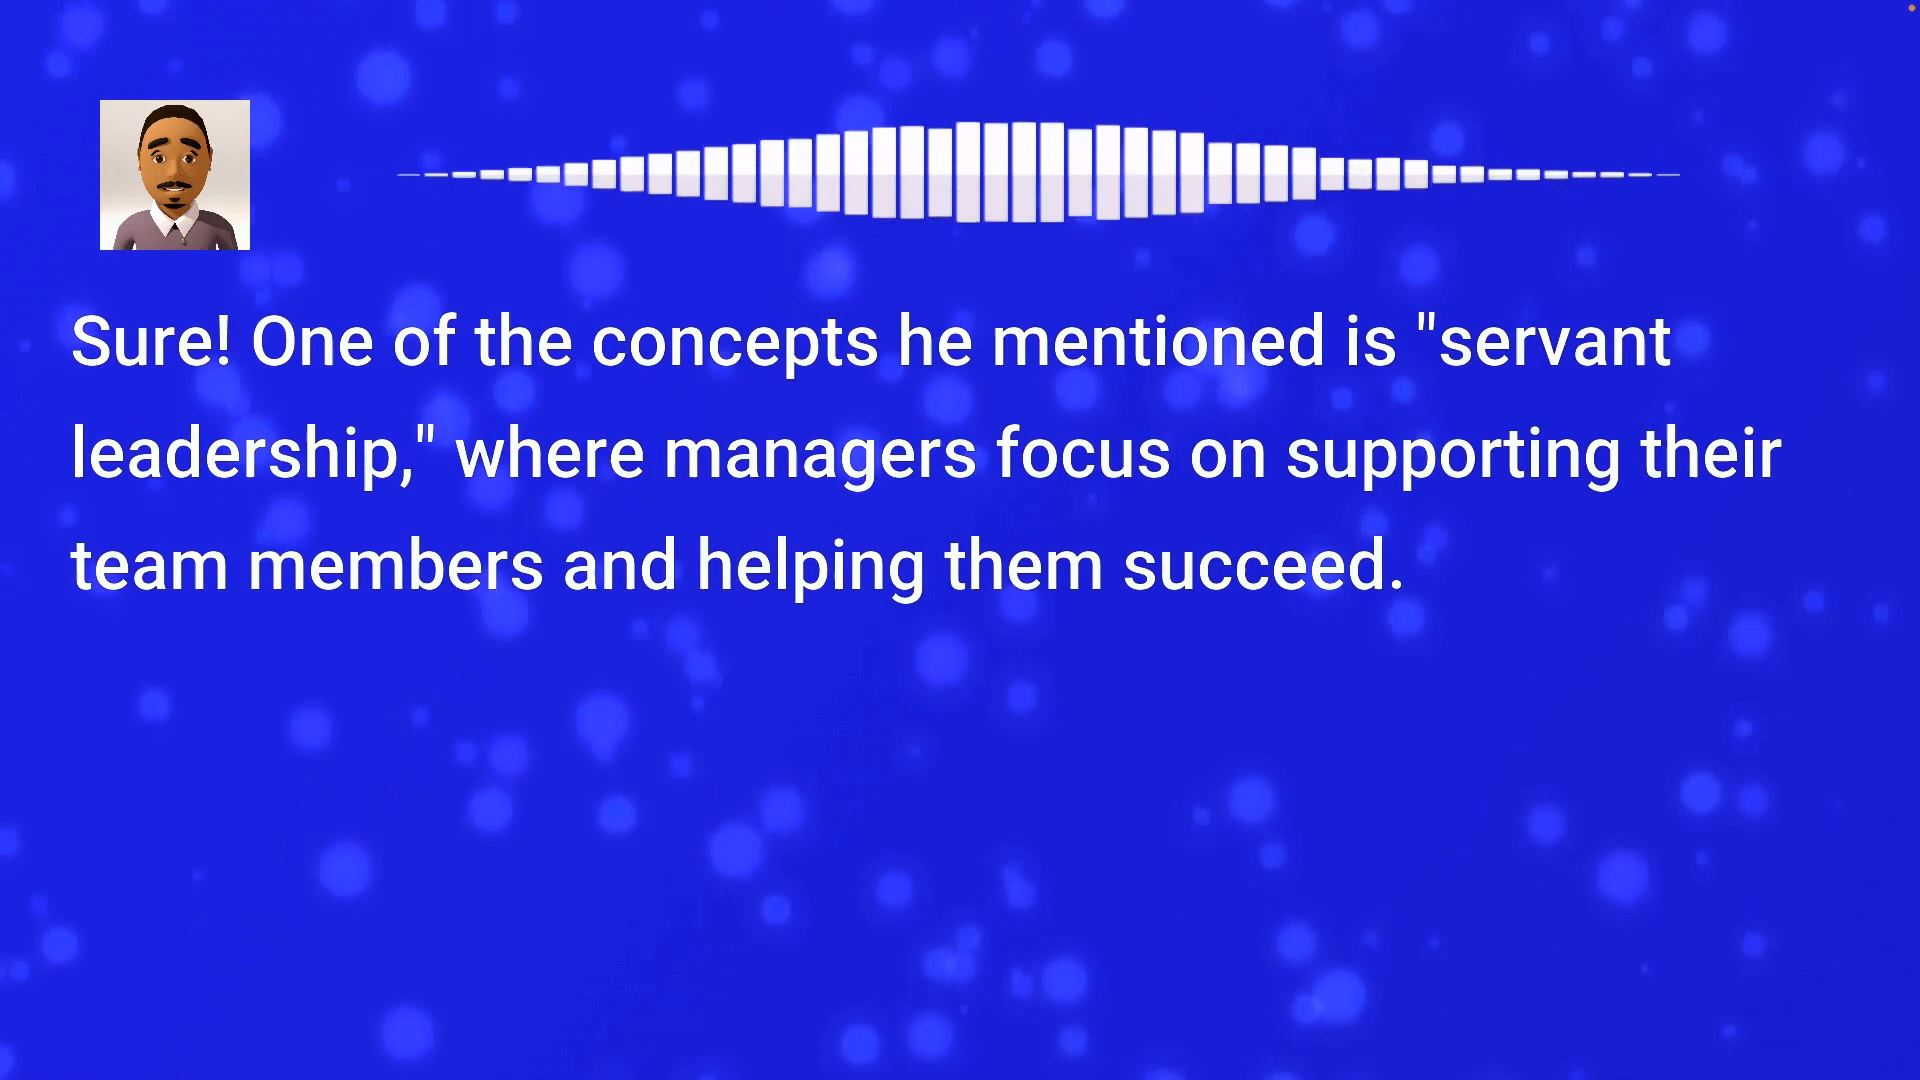 Sure! One of the concepts he mentioned is "servant
leadership," where managers focus on supporting their
team members and helping them succeed.